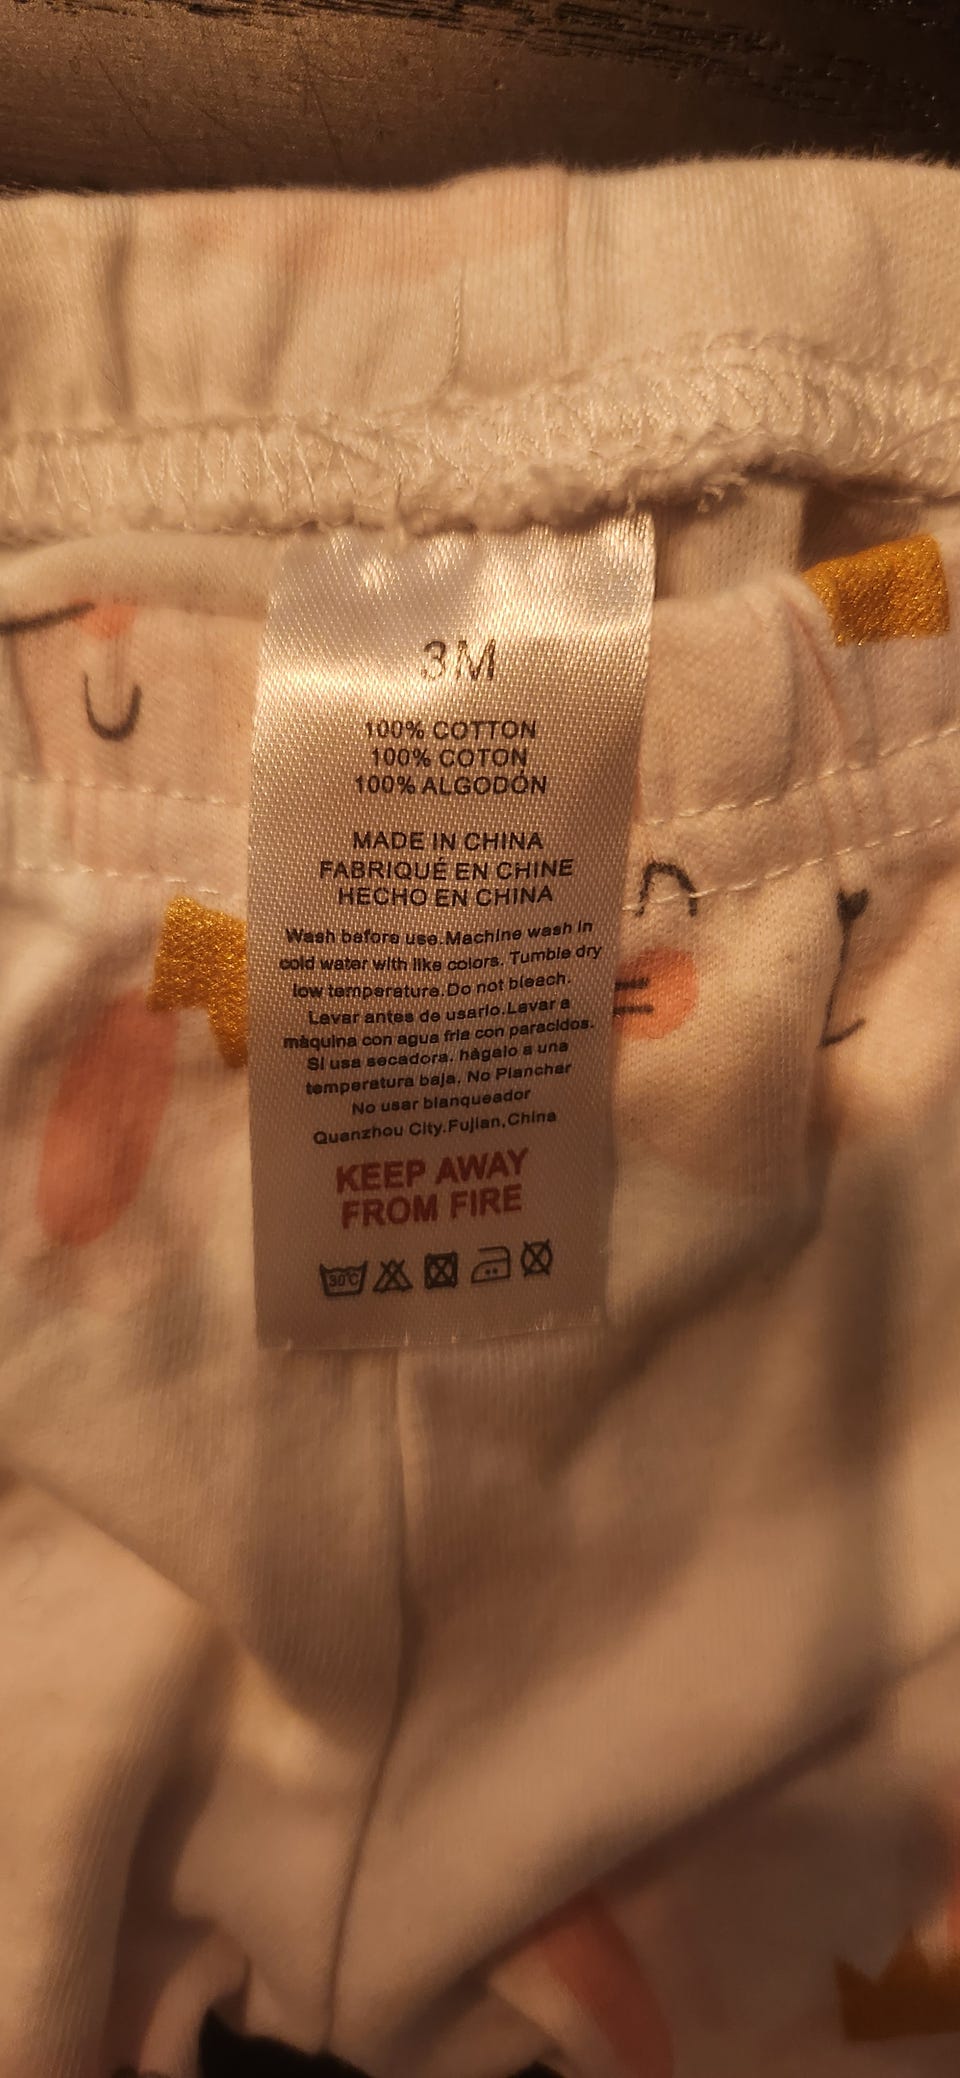 3M
100% COTTON
100% COTON
100% ALGODÓN
MADE IN CHINA
FABRIQUÉ EN CHINE
HECHO EN CHINA
Wash before use.Machine wash in
cold water with like colors. Tumble dry
low temperature.Do not bleach.
Levar antes de usarlo.Levar a
màquina con agua fria con paracidos.
Si usa secadora. hàgalo a una
temperatura baja. No Planchar
No usar blanqueador
Quanzhou City.Fujian,China
KEEP AWAY
FROM FIRE
30°C